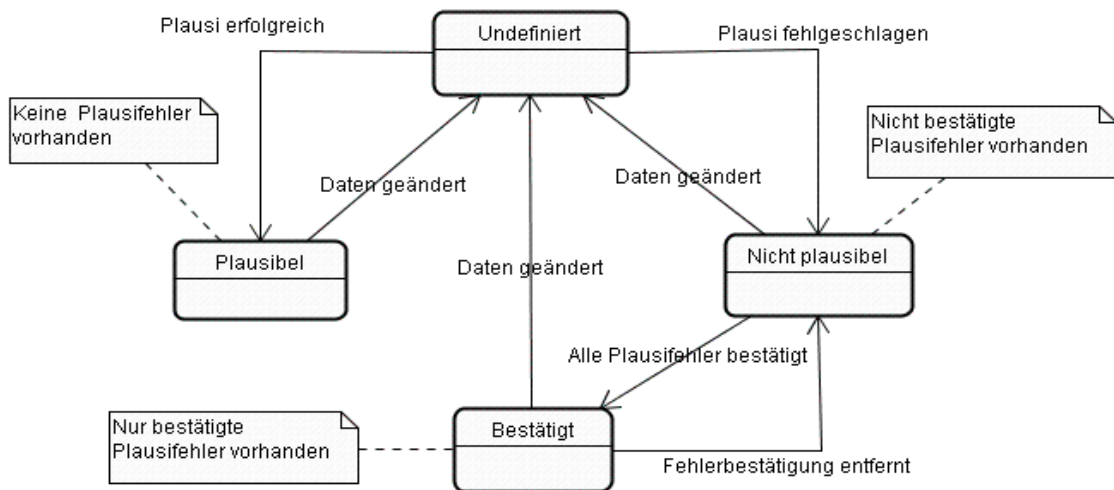 Plausi erfolgreich
Undefiniert
Plausi fehlgeschlagen
Keine Plausifehler
vorhanden
Nicht bestätigte
Plausifehler vorhanden
Daten geändert
Daten geändert
Plausibel
Daten geändert
Nicht plausibel
Alle Plausifehler bestätigt
Nur bestätigte
Plausifehler vorhanden
Bestätigt
Fehlerbestätigung entfernt